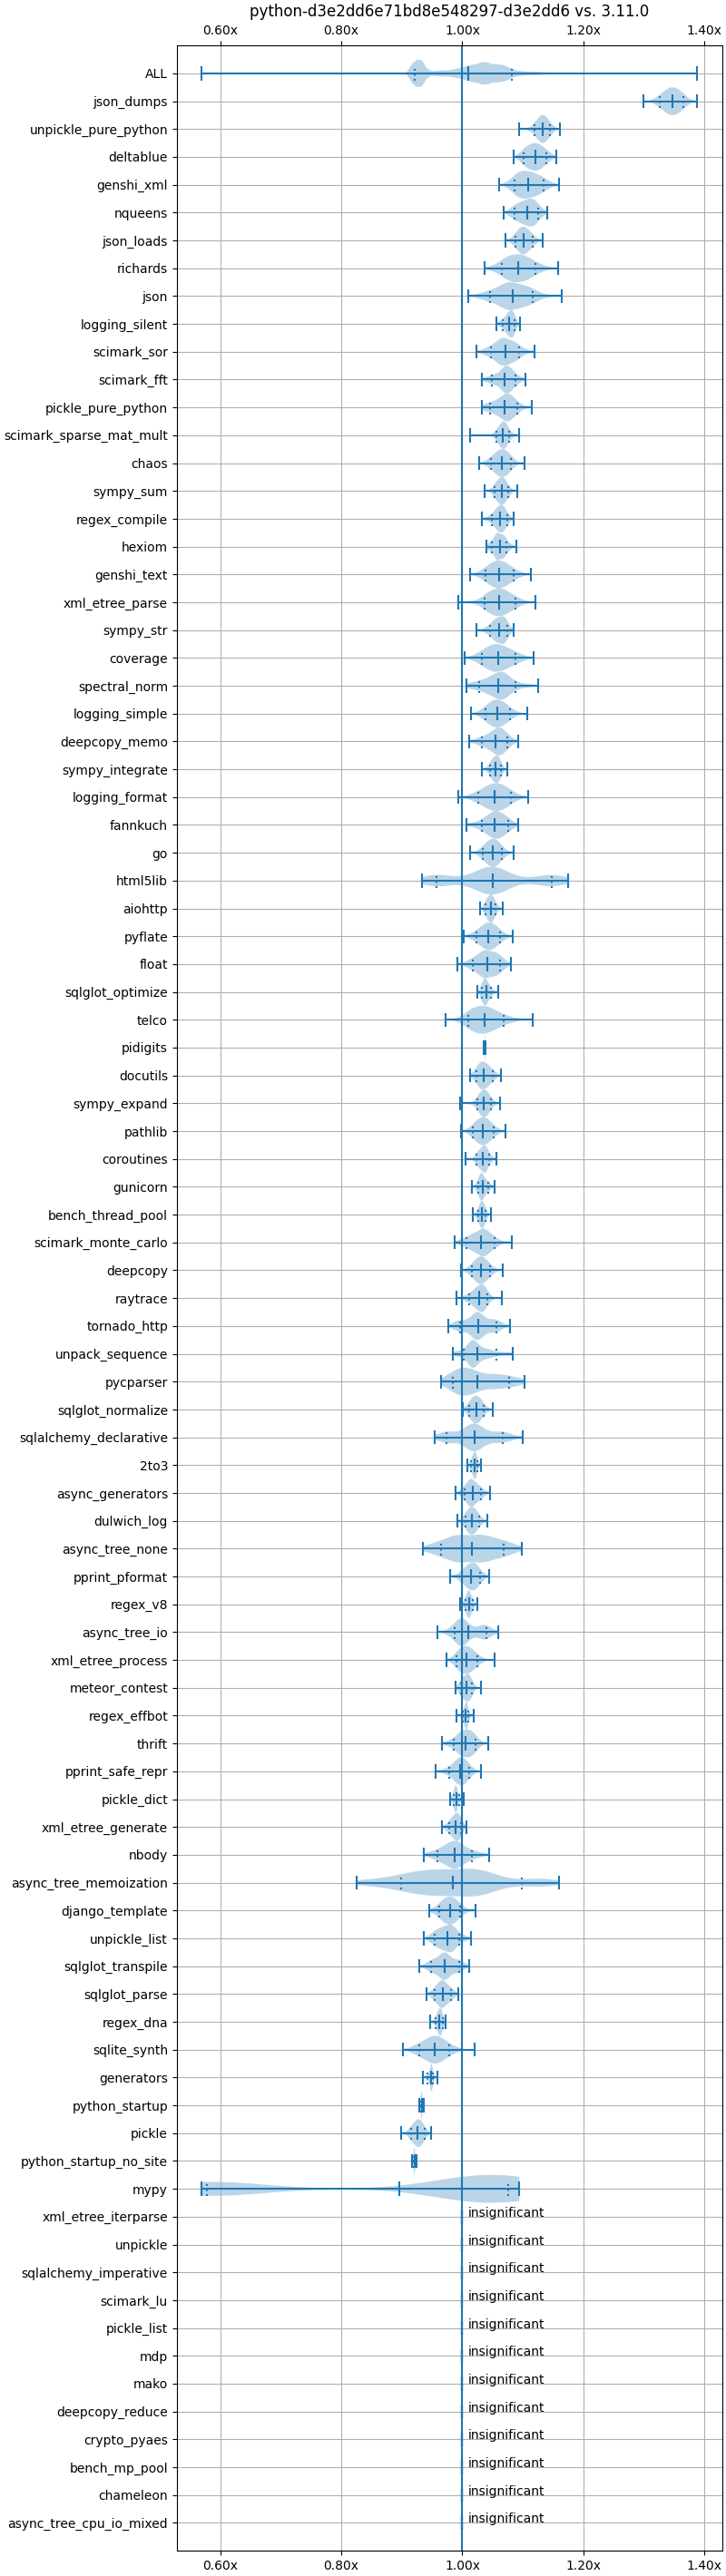 python-d3e2dd6e71bd8e548297-d3e2dd6 vs. 3.11.0
0.60x 0.80x 1.00x 1.20x 1.40x
ALL
json_dumps
unpickle_pure_python
deltablue
genshi_xml
nqueens
json_loads
richards
json
logging_silent
scimark_sor
scimark_fft
pickle_pure_python
scimark_sparse_mat_mult
chaos
sympy_sum
regex_compile
hexiom
genshi_text
xml_etree_parse
sympy_str
coverage
spectral_norm
logging_simple
deepcopy_memo
sympy_integrate
logging_format
fannkuch
go
html5lib
aiohttp
pyflate
float
sqlglot_optimize
telco
pidigits
docutils
sympy_expand
pathlib
coroutines
gunicorn
bench_thread_pool
scimark_monte_carlo
deepcopy
raytrace
tornado_http
unpack_sequence
pycparser
sqlglot_normalize
sqlalchemy_declarative
2to3
async_generators
dulwich_log
async_tree_none
pprint_pformat
regex_v8
async_tree_io
xml_etree_process
meteor_contest
regex_effbot
thrift
pprint_safe_repr
pickle_dict
xml_etree_generate
nbody
async_tree_memoization
django_template
unpickle_list
sqlglot_transpile
sqlglot_parse
regex_dna
sqlite_synth
generators
python_startup
pickle
python_startup_no_site
mypy
xml_etree_iterparse insignificant
unpickle insignificant
sqlalchemy_imperative insignificant
scimark_lu insignificant
pickle_list insignificant
mdp insignificant
mako insignificant
deepcopy_reduce insignificant
crypto_pyaes insignificant
bench_mp_pool insignificant
chameleon insignificant
async_tree_cpu_io_mixed insignificant
0.60x 0.80x 1.00x 1.20x 1.40x